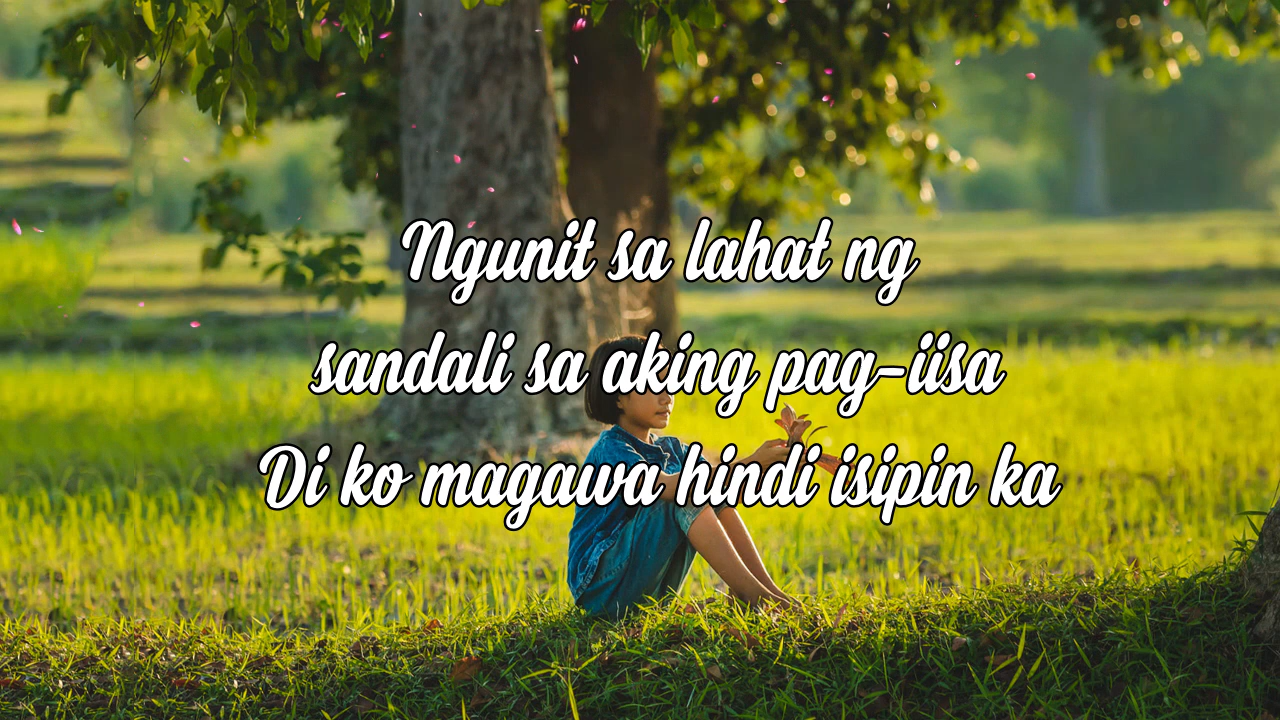 Ngunit sa lahat ng
sandali sa aking pag-iisa
Di ko magawa hindi isipin ka